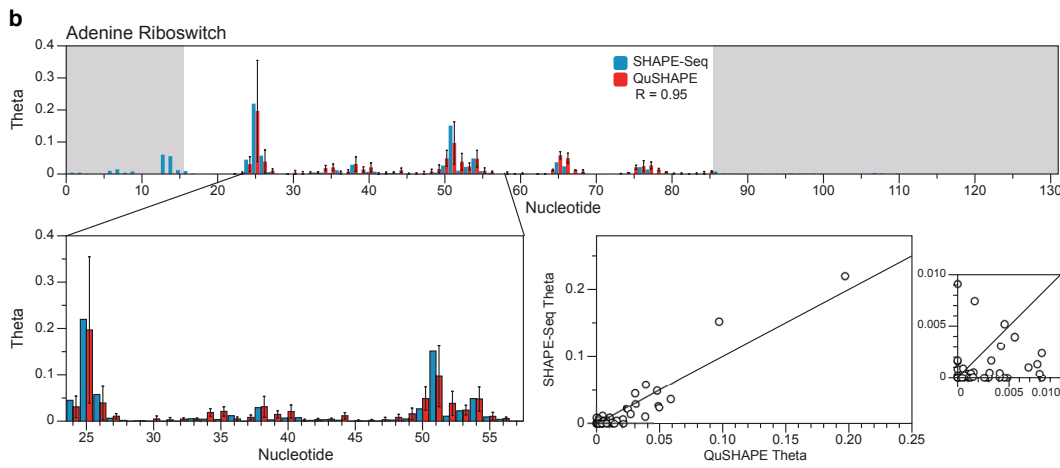 b
Adenine Riboswitch
0.4
0.3
0.2
0.1
0
Theta
SHAPE-Seq
QuSHAPE
R = 0.95
0 10 20 30 40 50 60 70 80 90 100 110 120 130
Nucleotide
0.4
0.3
0.2
0.1
0
Theta
25 30 35 40 45 50 55
Nucleotide
SHAPE-Seq Theta
0.2
0.1
0
0 0.05 0.10 0.15 0.20 0.25
QuSHAPE Theta
0.010
0.005
0
0 0.005 0.010